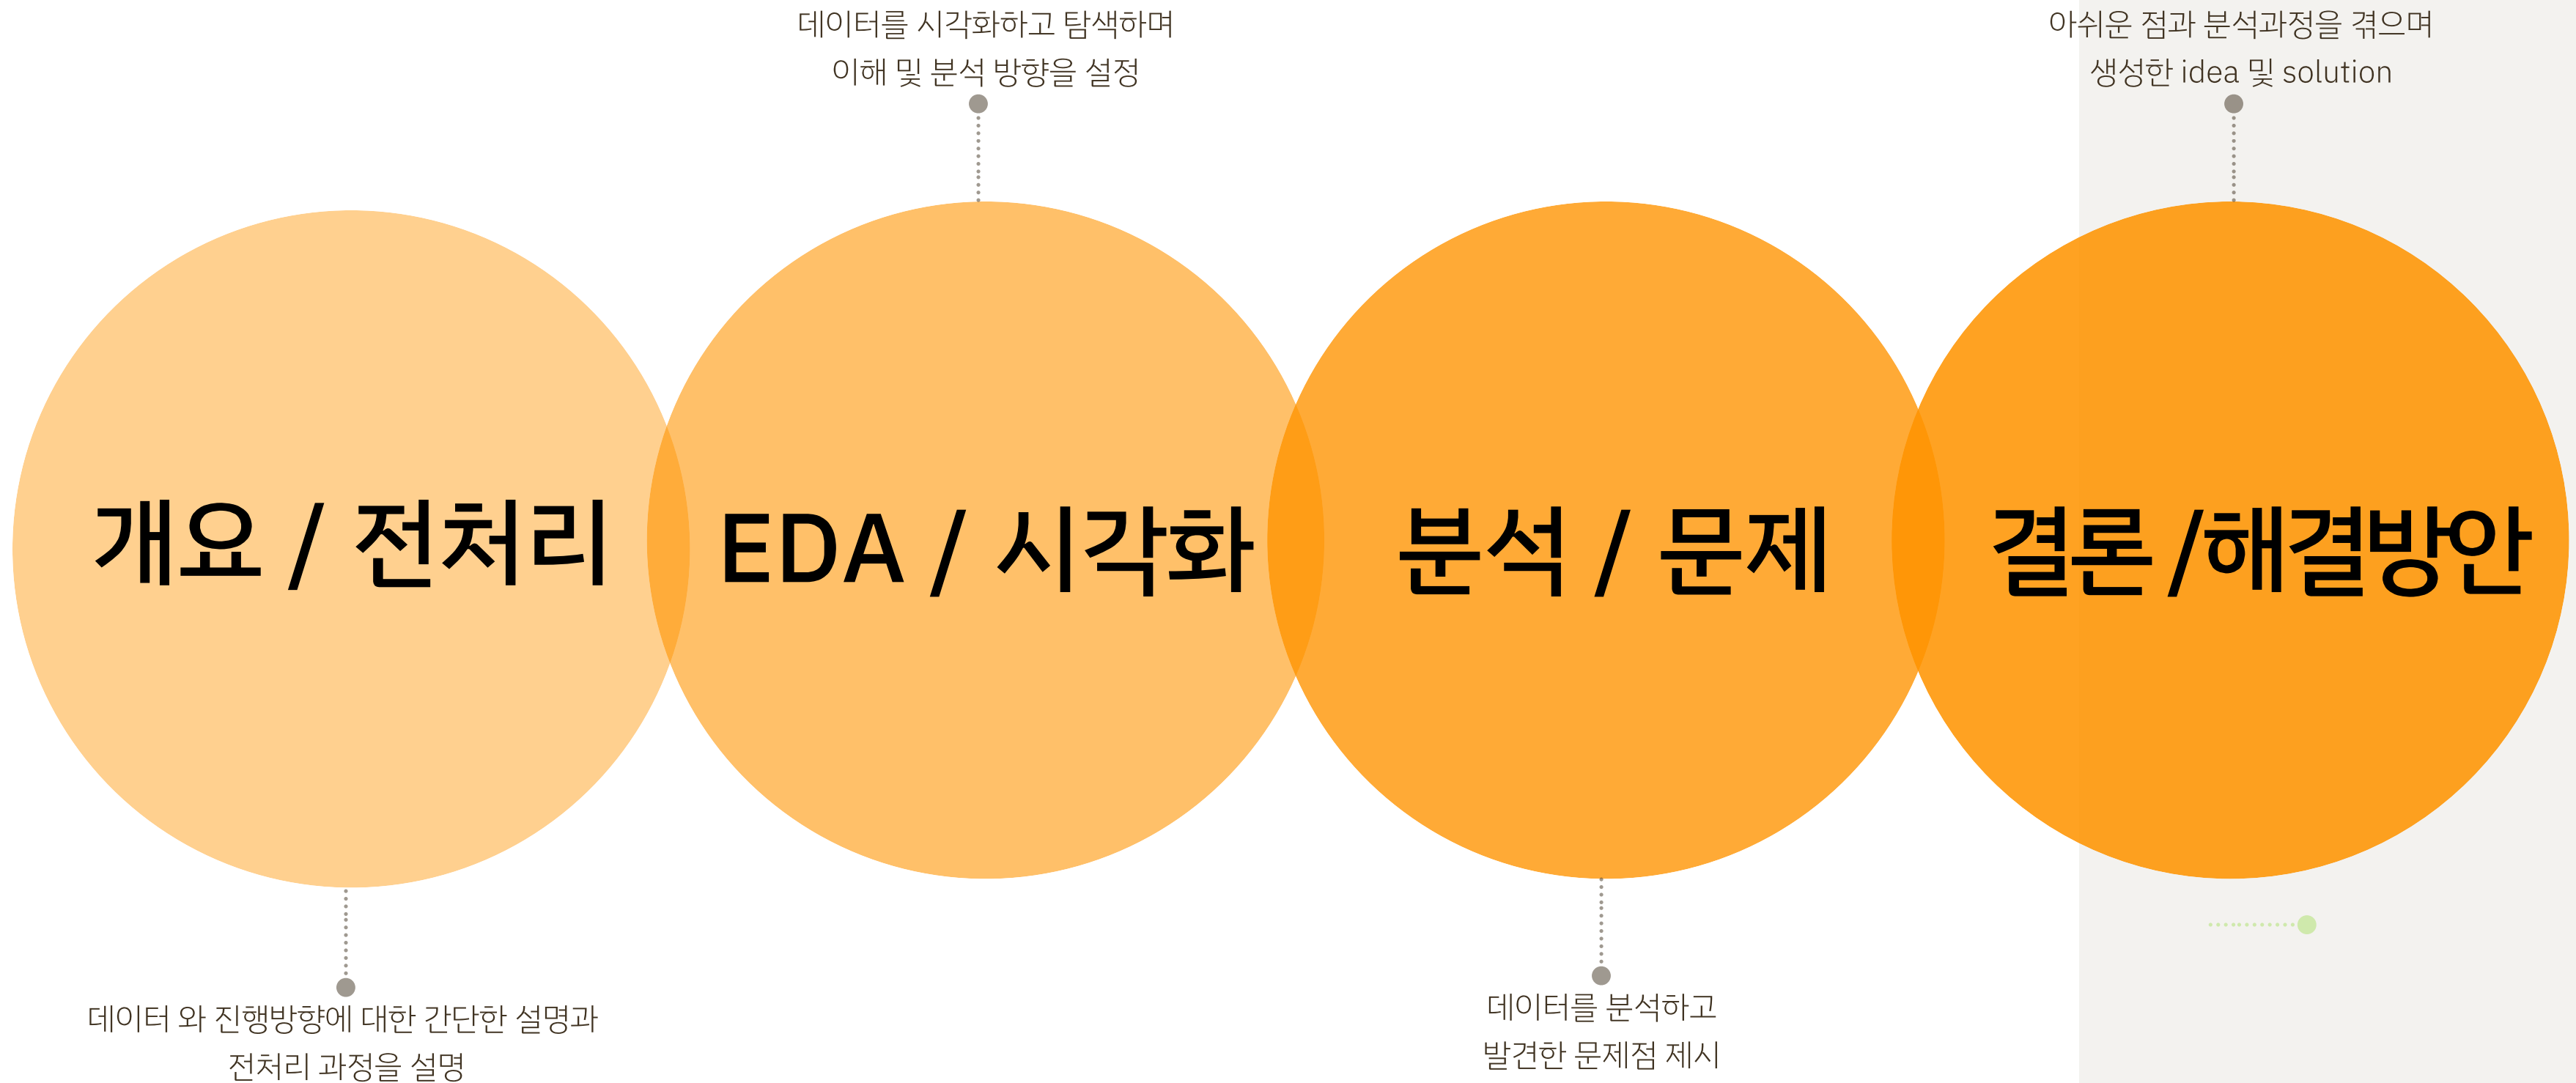 데이터를 시각화하고 탐색하며
이해 및 분석 방향을 설정
아쉬운 점과 분석과정을 겪으며
생성한 idea 및 solution
개요 / 전처리
EDA / 시각화
분석 / 문제
결론 /해결방안
데이터 와 진행방향에 대한 간단한 설명과
전처리 과정을 설명
데이터를 분석하고
발견한 문제점 제시